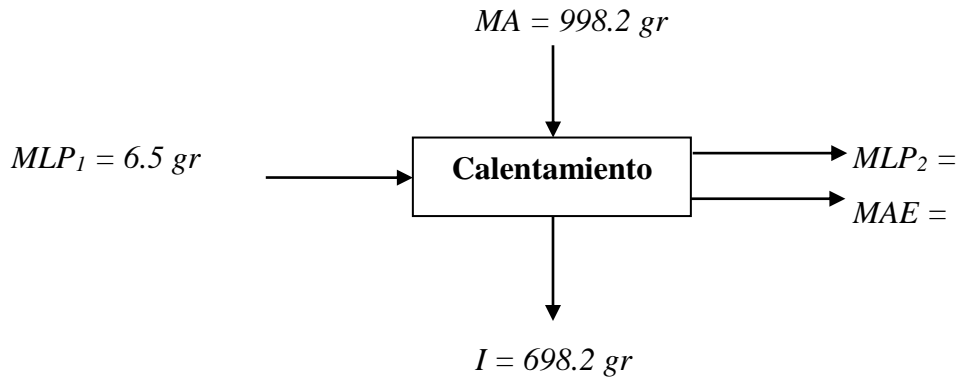 MA = 998.2 gr
MLP₁ = 6.5 gr
Calentamiento
MLP₂ =
MAE =
I = 698.2 gr